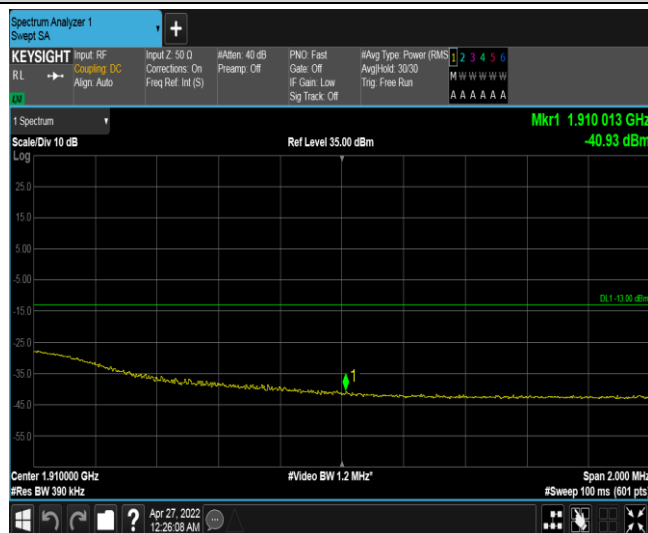 Spectrum Analyzer 1
Swept SA
+
KEYSIGHT
RL
Input: RF
Coupling: DC
Align: Auto
Input Z: 50 Ω
Corrections: On
Freq Ref: Int (S)
#Atten: 40 dB
Preamp: Off
PNO: Fast
Gate: Off
IF Gain: Low
Sig Track: Off
#Avg Type: Power (RMS
Avg|Hold: 30/30
Trig: Free Run
1 2 3 4 5 6
M W W W W W
A A A A A A
1 Spectrum
Scale/Div 10 dB
Ref Level 35.00 dBm
Mkr1 1.910 013 GHz
-40.93 dBm
Log
25.0
15.0
5.00
-5.00
DL1 -13.00 dBm
-15.0
-25.0
1
-35.0
-45.0
-55.0
Center 1.910000 GHz
#Video BW 1.2 MHz*
Span 2.000 MHz
#Res BW 390 kHz
#Sweep 100 ms (601 pts)
?
Apr 27, 2022
12:26:08 AM